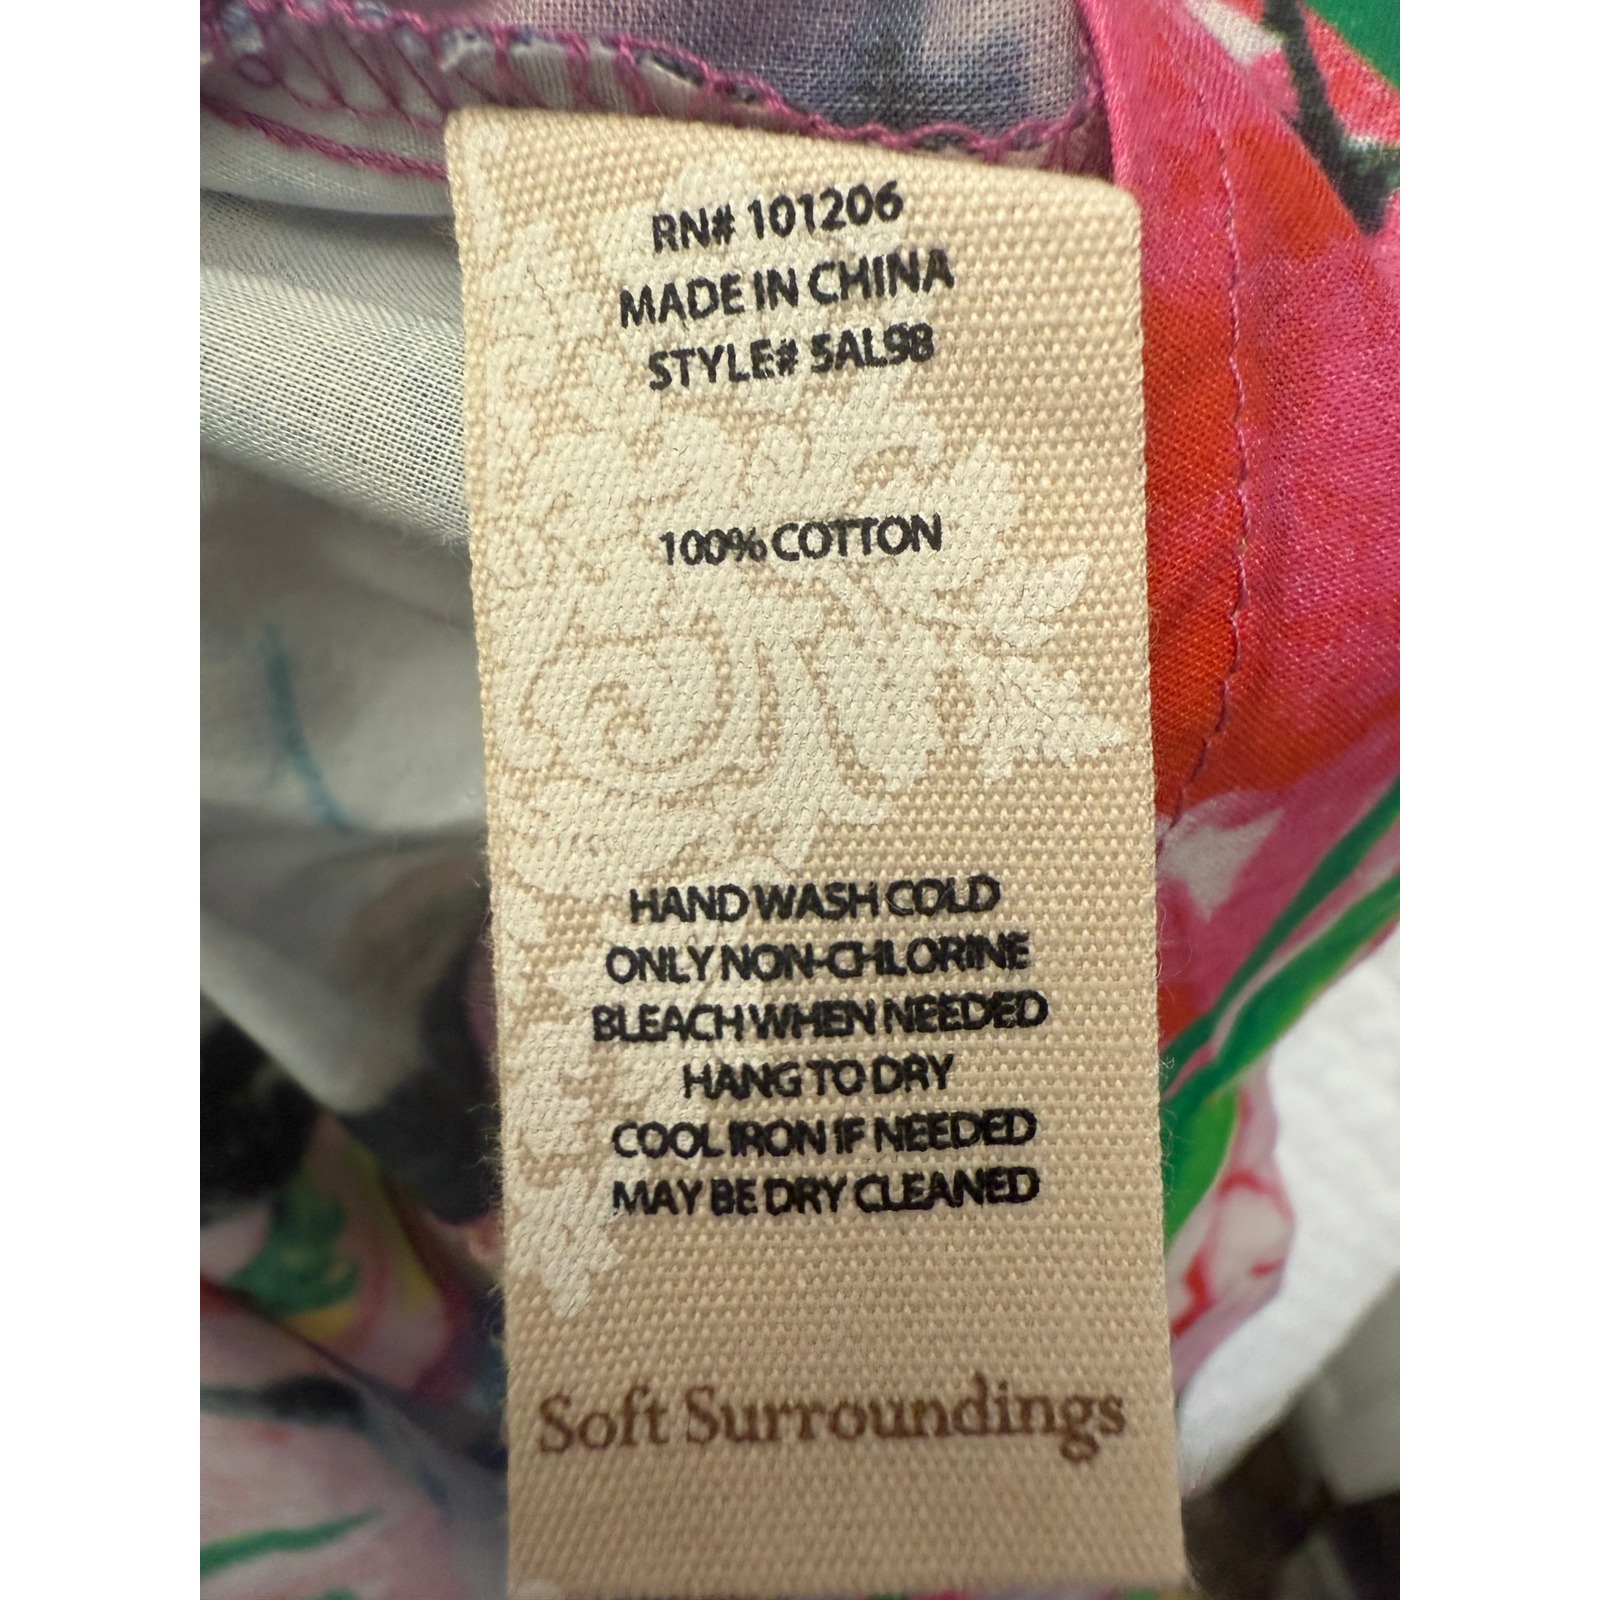 RN# 101206
MADE IN CHINA
STYLE# 5AL98
100% COTTON
HAND WASH COLD
ONLY NON-CHLORINE
BLEACH WHEN NEEDED
HANG TO DRY
COOL IRON IF NEEDED
MAY BE DRY CLEANED
Soft Surroundings